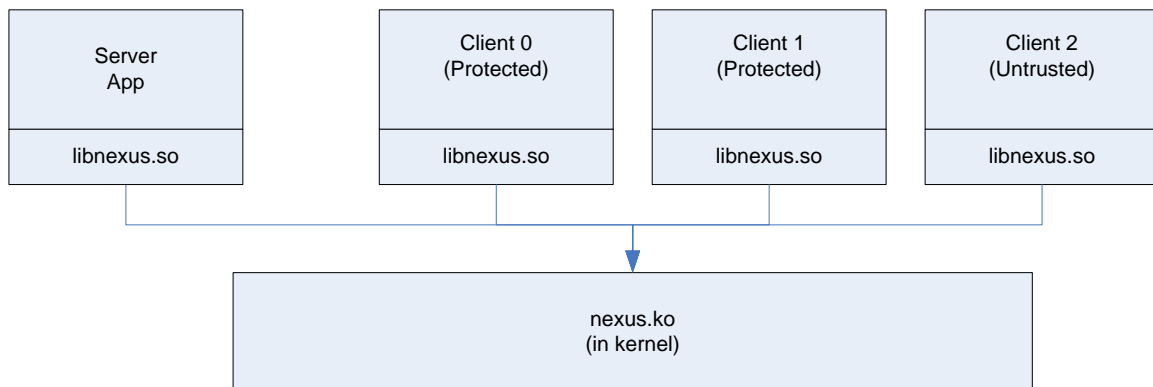 Server
App
Client 0
(Protected)
Client 1
(Protected)
Client 2
(Untrusted)
libnexus.so
libnexus.so
libnexus.so
libnexus.so
nexus.ko
(in kernel)